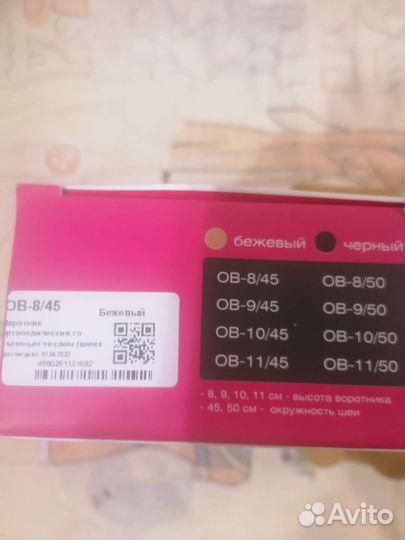 бежевый черный
OB-8/45 OB-8/50
OB-9/45 OB-9/50
OB-10/45 OB-10/50
OB-11/45 OB-11/50
- 8, 9, 10, 11 см - высота воротника
- 45, 50 см - окружность шеи
OB-8/45 Бежевый
Воротник
ортопедический со
съемным чехлом (шина
Avito